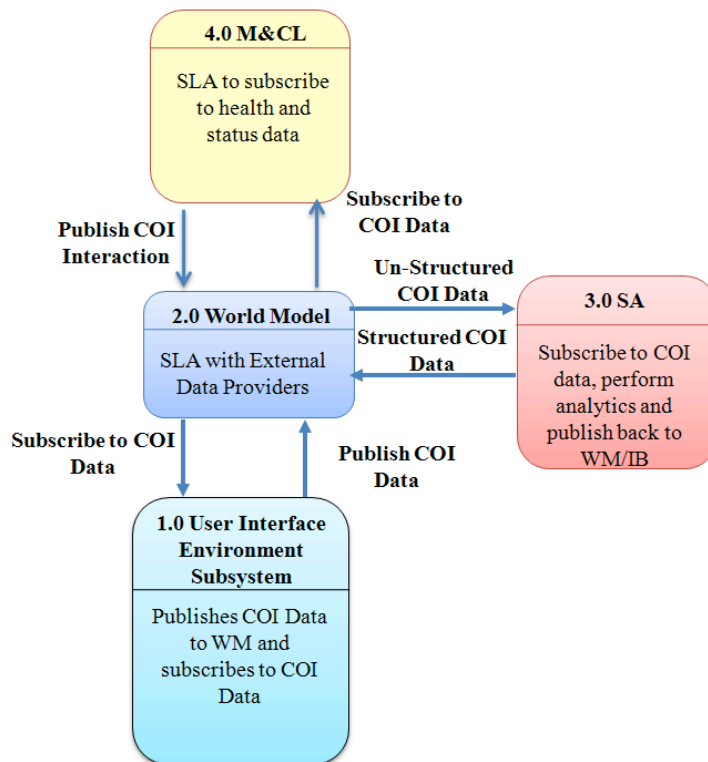 4.0 M&CL
SLA to subscribe
to health and
status data
Publish COI
Interaction
Subscribe to
COI Data
Un-Structured
COI Data
2.0 World Model
SLA with External
Data Providers
Structured COI
Data
3.0 SA
Subscribe to COI
data, perform
analytics and
publish back to
WM/IB
Subscribe to COI
Data
Publish COI
Data
1.0 User Interface
Environment
Subsystem
Publishes COI Data
to WM and
subscribes to COI
Data